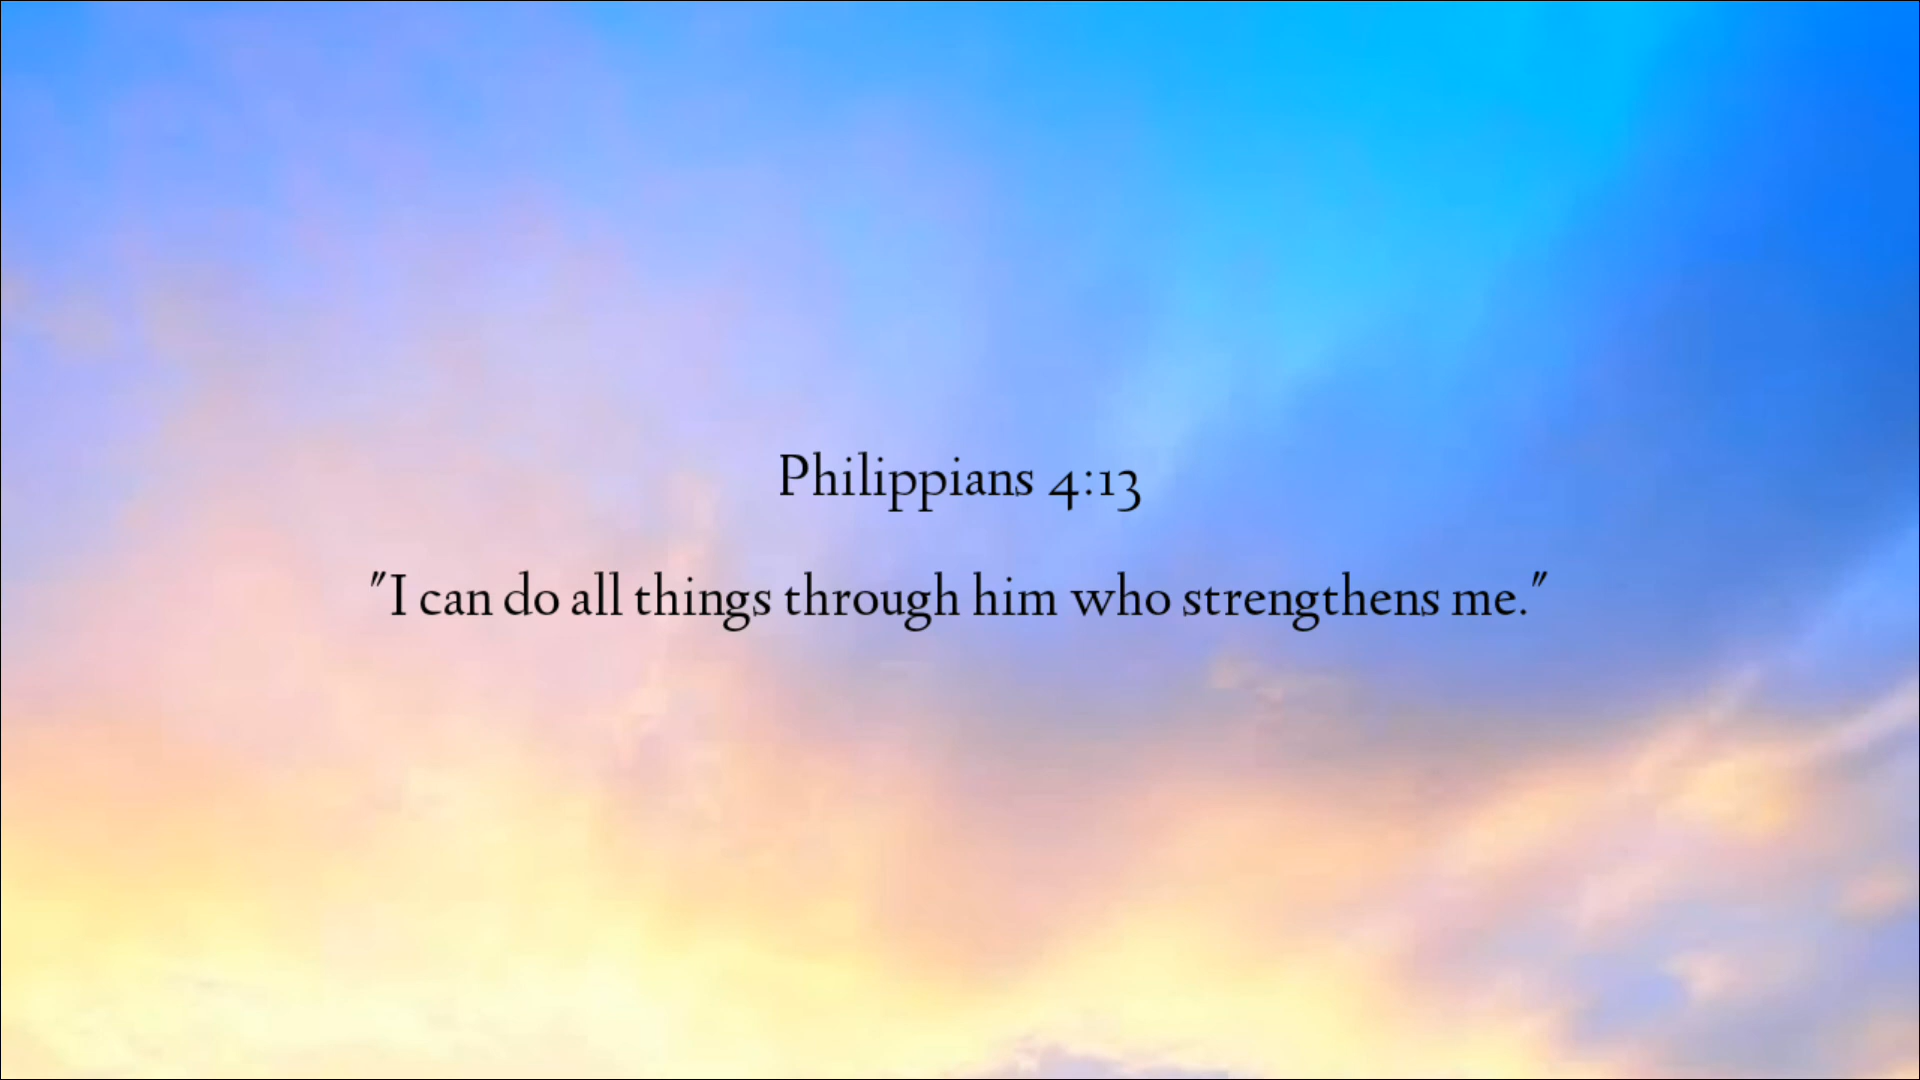 Philippians 4:13
"I can do all things through him who strengthens me."